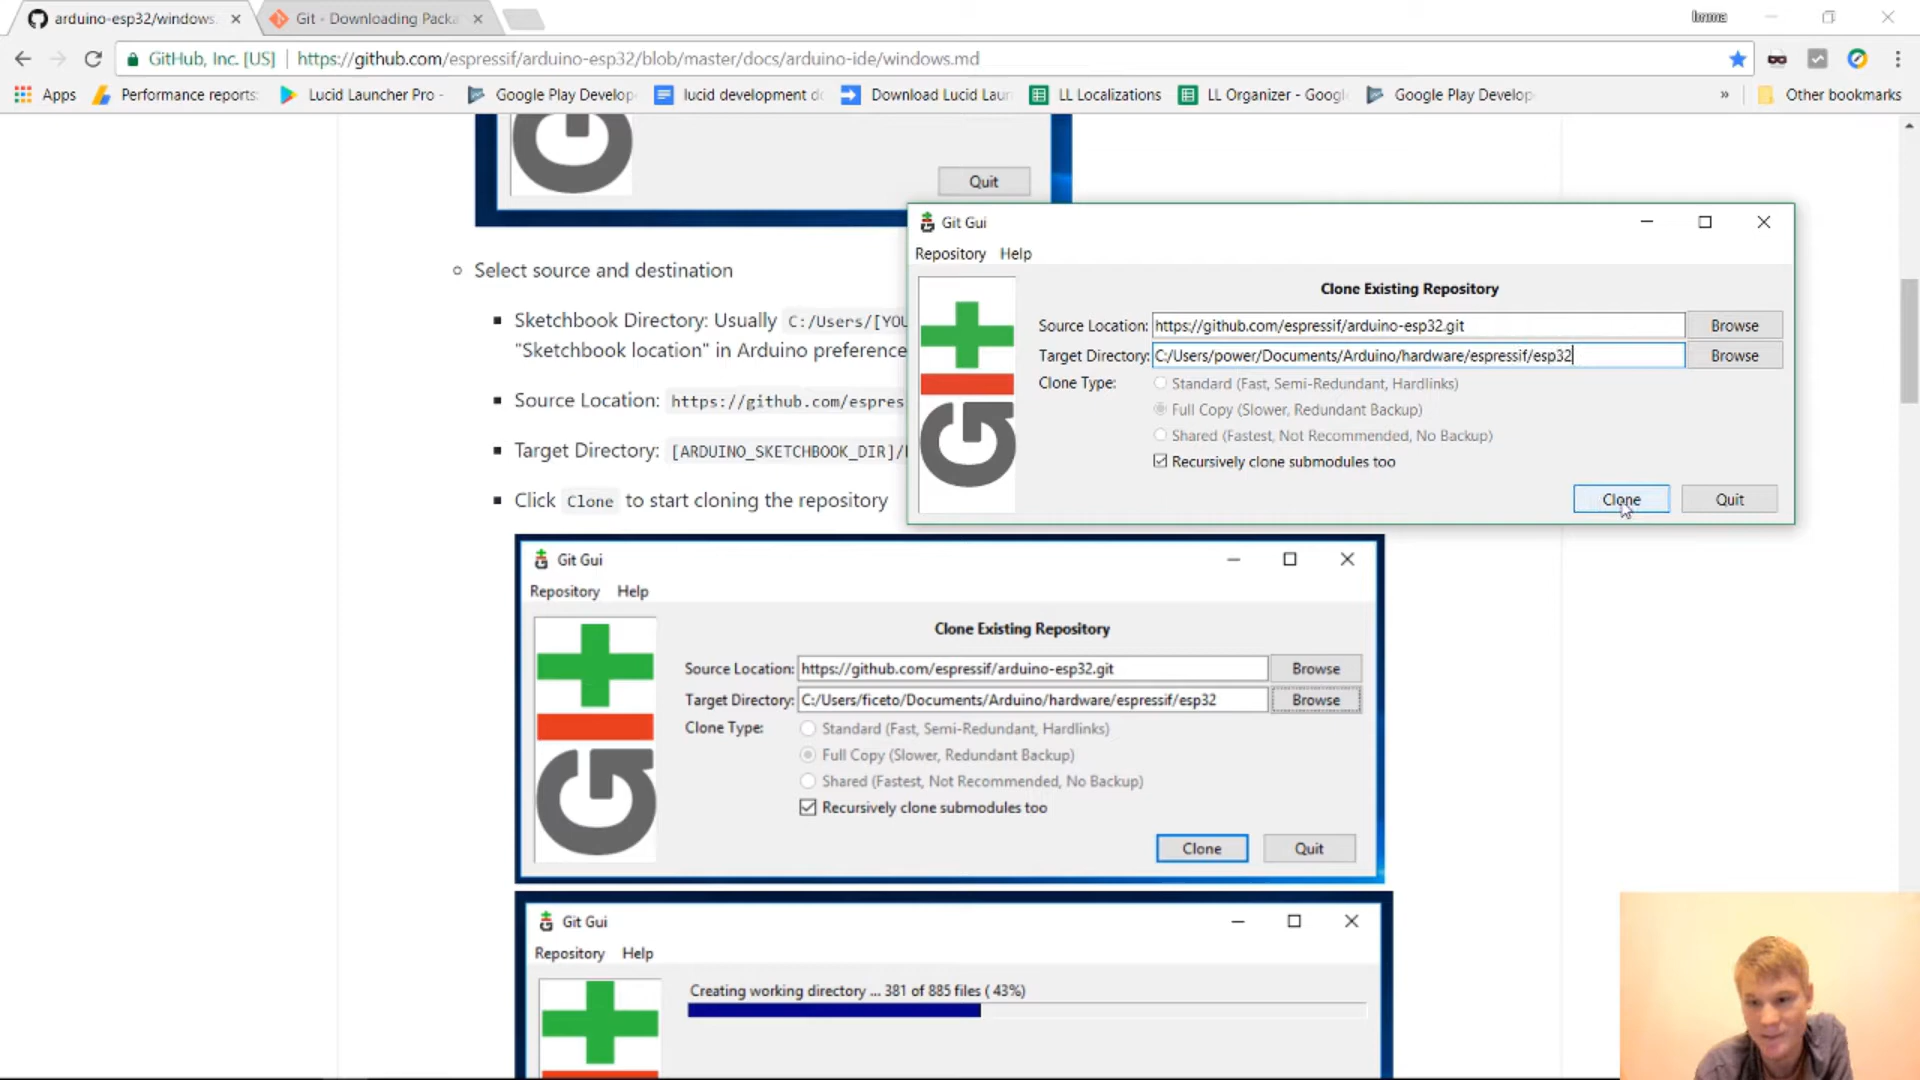 arduino-esp32/windows.
Git - Downloading Packa
Imma
GitHub, Inc. [US]
https://github.com/espressif/arduino-esp32/blob/master/docs/arduino-ide/windows.md
Apps
Performance reports
Lucid Launcher Pro -
Google Play Develop
lucid development d
Download Lucid Laun
LL Localizations
LL Organizer - Googl
Google Play Develop
»
Other bookmarks
Quit
Select source and destination
Sketchbook Directory: Usually C:/Users/[YOU
"Sketchbook location" in Arduino preference
Source Location: https://github.com/espres
Target Directory: [ARDUINO_SKETCHBOOK_DIR]/
Click Clone to start cloning the repository
Git Gui
Repository Help
Clone Existing Repository
Source Location: https://github.com/espressif/arduino-esp32.git Browse
Target Directory: C:/Users/power/Documents/Arduino/hardware/espressif/esp32 Browse
Clone Type: Standard (Fast, Semi-Redundant, Hardlinks)
Full Copy (Slower, Redundant Backup)
Shared (Fastest, Not Recommended, No Backup)
Recursively clone submodules too
Clone Quit
GIt
Git Gui
Repository Help
Clone Existing Repository
Source Location: https://github.com/espressif/arduino-esp32.git Browse
Target Directory: C:/Users/ficeto/Documents/Arduino/hardware/espressif/esp32 Browse
Clone Type: Standard (Fast, Semi-Redundant, Hardlinks)
Full Copy (Slower, Redundant Backup)
Shared (Fastest, Not Recommended, No Backup)
Recursively clone submodules too
Clone Quit
GIt
Git Gui
Repository Help
Creating working directory ... 381 of 885 files ( 43%)